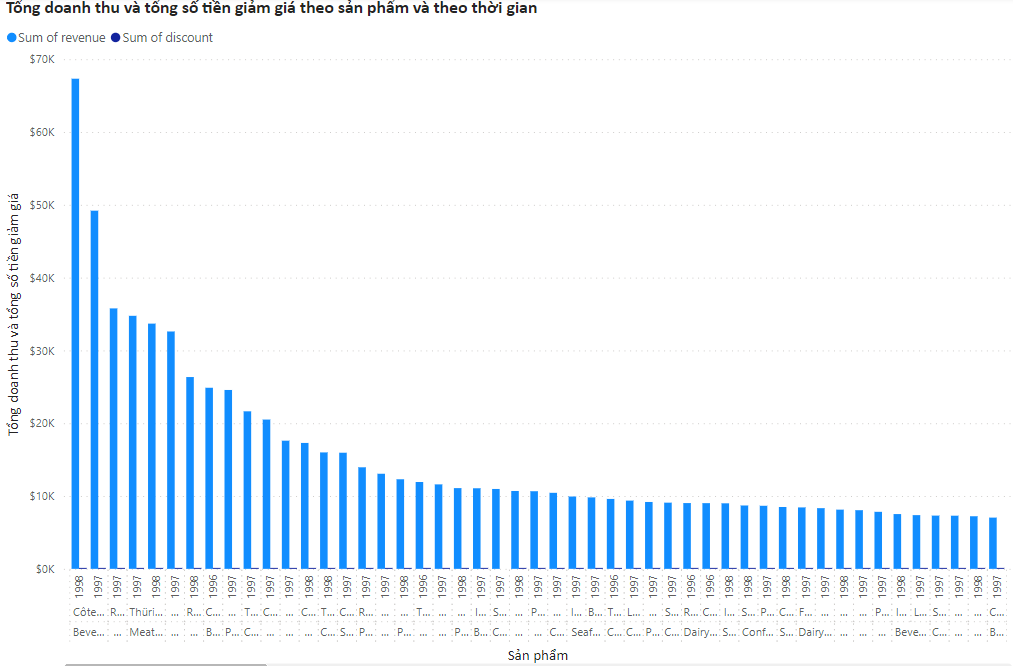 Tổng doanh thu và tổng số tiền giảm giá theo sản phẩm và theo thời gian
Sum of revenue Sum of discount
$70K
$60K
$50K
$40K
$30K
$20K
$10K
$0K
Tổng doanh thu và tổng số tiền giảm giá
1998 1997 1997 1997 1998 1997 1998 1996 1997 1997 1997 1997 1998 1998 1997 1997 1997 1998 1996 1997 1998 1997 1997 1998 1997 1997 1998 1997 1996 1998 1997 1997 1996 1996 1998 1998 1997 1998 1997 1997 1998 1998 1997 1998 1997 1998 1997 1998 1997
Côte... R... Thüri... ... R... C... ... T... C... ... C... T... C... R... ... ... T... ... I... S... ... P... ... I... B... T... L... ... S... R... C... I... S... P... C... F... ... ... ... P... I... L... S... ... ... C...
Beve... ... Meat... ... ... B... P... C... ... ... ... C... S... P... ... P... ... ... P... B... C... ... ... C... Seaf... C... C... P... C... Dairy... S... Conf... S... Dairy... ... ... ... Beve... C... ... ... B...
Sản phẩm